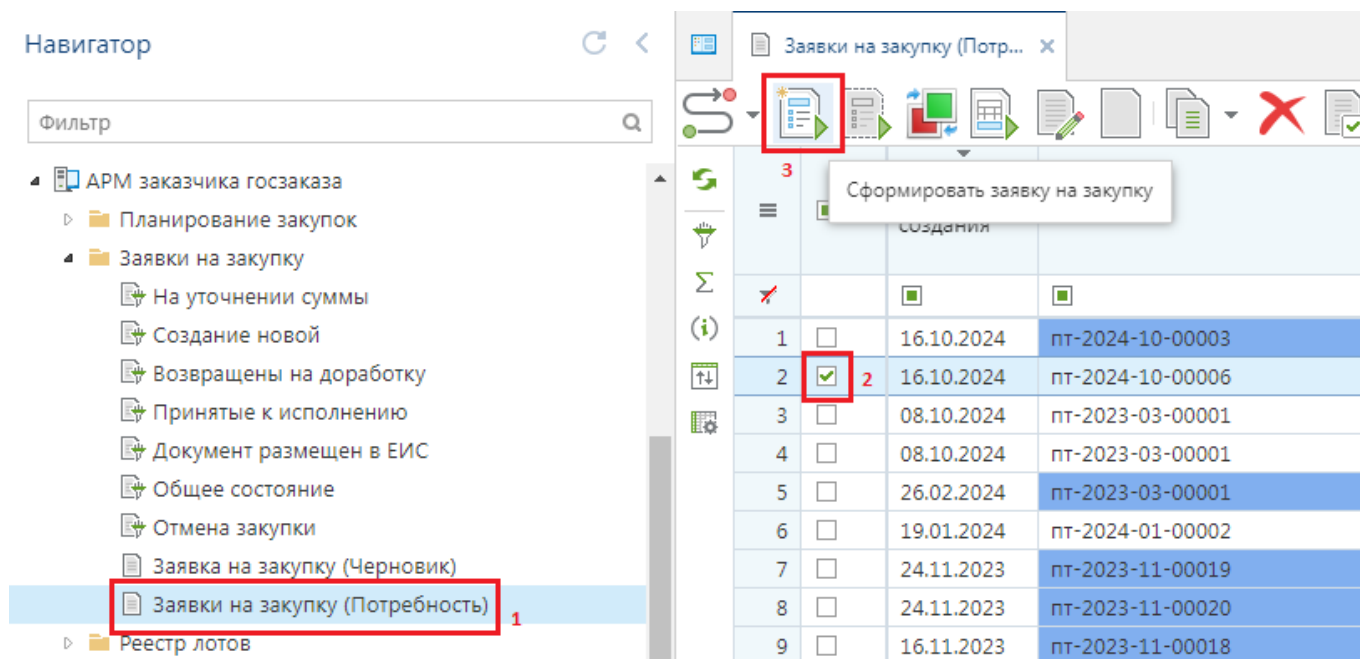 Навигатор
Заявки на закупку (Потр...
Фильтр
3
Сформировать заявку на закупку
создания
АРМ заказчика госзаказа
Планирование закупок
Заявки на закупку
На уточнении суммы
Создание новой
Возвращены на доработку
Принятые к исполнению
Документ размещен в ЕИС
Общее состояние
Отмена закупки
Заявка на закупку (Черновик)
Заявки на закупку (Потребность)
1
Реестр лотов
1 16.10.2024 пт-2024-10-00003
2 2 16.10.2024 пт-2024-10-00006
3 08.10.2024 пт-2023-03-00001
4 08.10.2024 пт-2023-03-00001
5 26.02.2024 пт-2023-03-00001
6 19.01.2024 пт-2024-01-00002
7 24.11.2023 пт-2023-11-00019
8 24.11.2023 пт-2023-11-00020
9 16.11.2023 пт-2023-11-00018